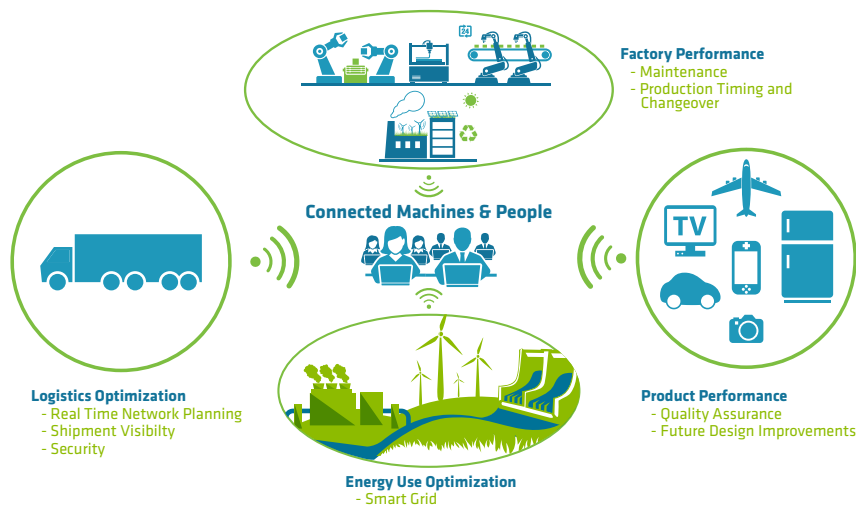 24
Factory Performance
- Maintenance
- Production Timing and
Changeover
Connected Machines & People
TV
Logistics Optimization
- Real Time Network Planning
- Shipment Visibilty
- Security
Product Performance
- Quality Assurance
- Future Design Improvements
Energy Use Optimization
- Smart Grid